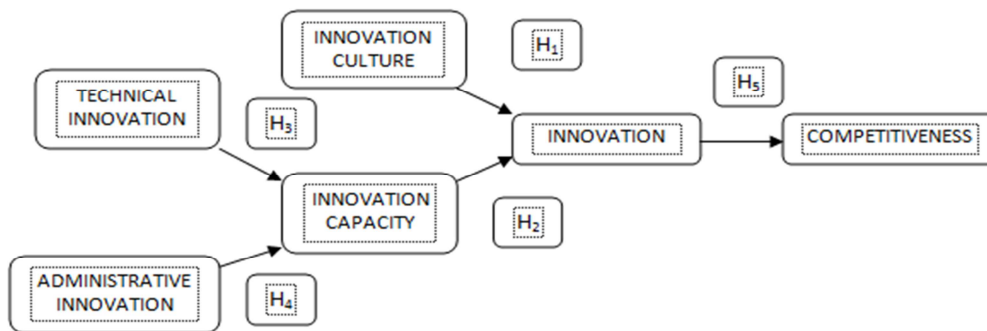 INNOVATION
CULTURE
H₁
H₅
TECHNICAL
INNOVATION
H₃
INNOVATION
COMPETITIVENESS
INNOVATION
CAPACITY
H₂
ADMINISTRATIVE
INNOVATION
H₄